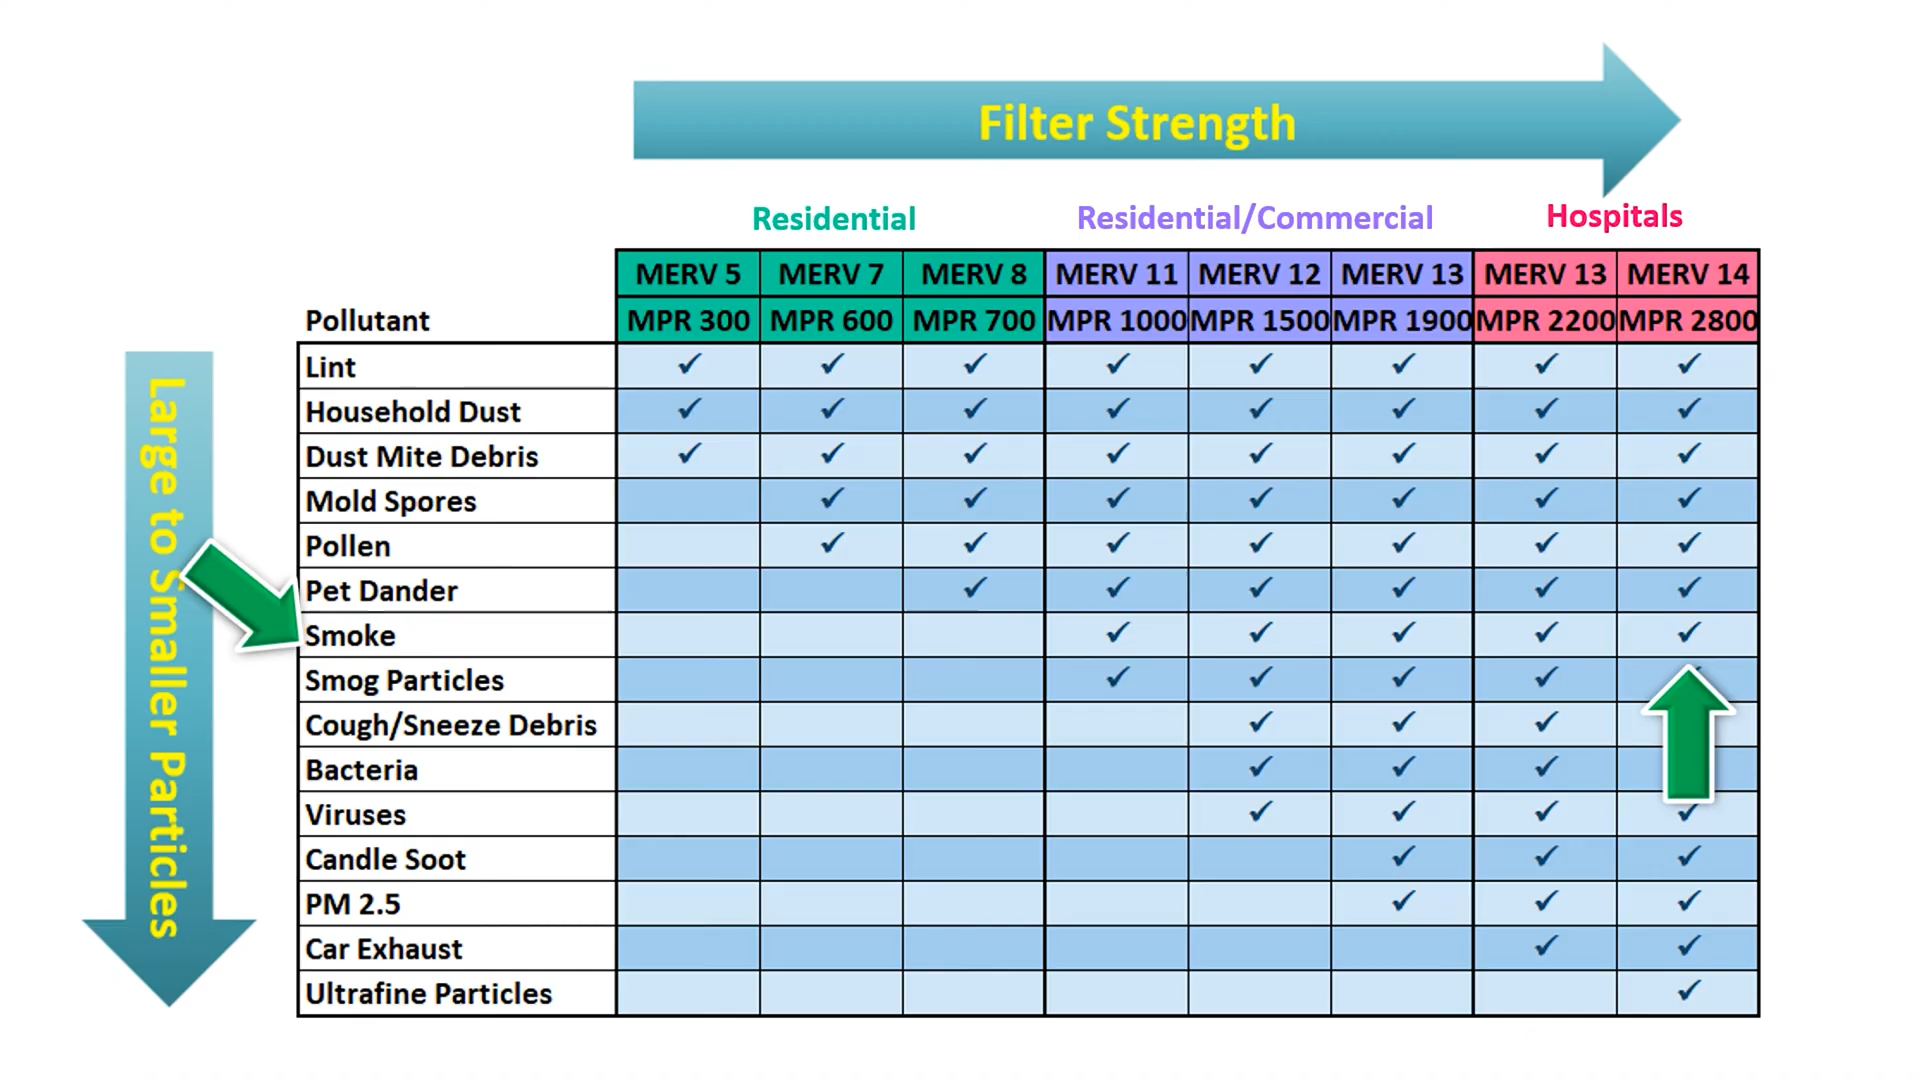 Filter Strength
Residential Residential/Commercial Hospitals
MERV 5 MERV 7 MERV 8 MERV 11 MERV 12 MERV 13 MERV 13 MERV 14
Pollutant MPR 300 MPR 600 MPR 700 MPR 1000 MPR 1500 MPR 1900 MPR 2200 MPR 2800
Large to Smaller Particles
Lint ✓ ✓ ✓ ✓ ✓ ✓ ✓ ✓
Household Dust ✓ ✓ ✓ ✓ ✓ ✓ ✓ ✓
Dust Mite Debris ✓ ✓ ✓ ✓ ✓ ✓ ✓ ✓
Mold Spores ✓ ✓ ✓ ✓ ✓ ✓ ✓
Pollen ✓ ✓ ✓ ✓ ✓ ✓ ✓
Pet Dander ✓ ✓ ✓ ✓ ✓ ✓
Smoke ✓ ✓ ✓ ✓ ✓
Smog Particles ✓ ✓ ✓ ✓
Cough/Sneeze Debris ✓ ✓ ✓
Bacteria ✓ ✓ ✓
Viruses ✓ ✓ ✓ ✓
Candle Soot ✓ ✓ ✓
PM 2.5 ✓ ✓ ✓
Car Exhaust ✓ ✓
Ultrafine Particles ✓